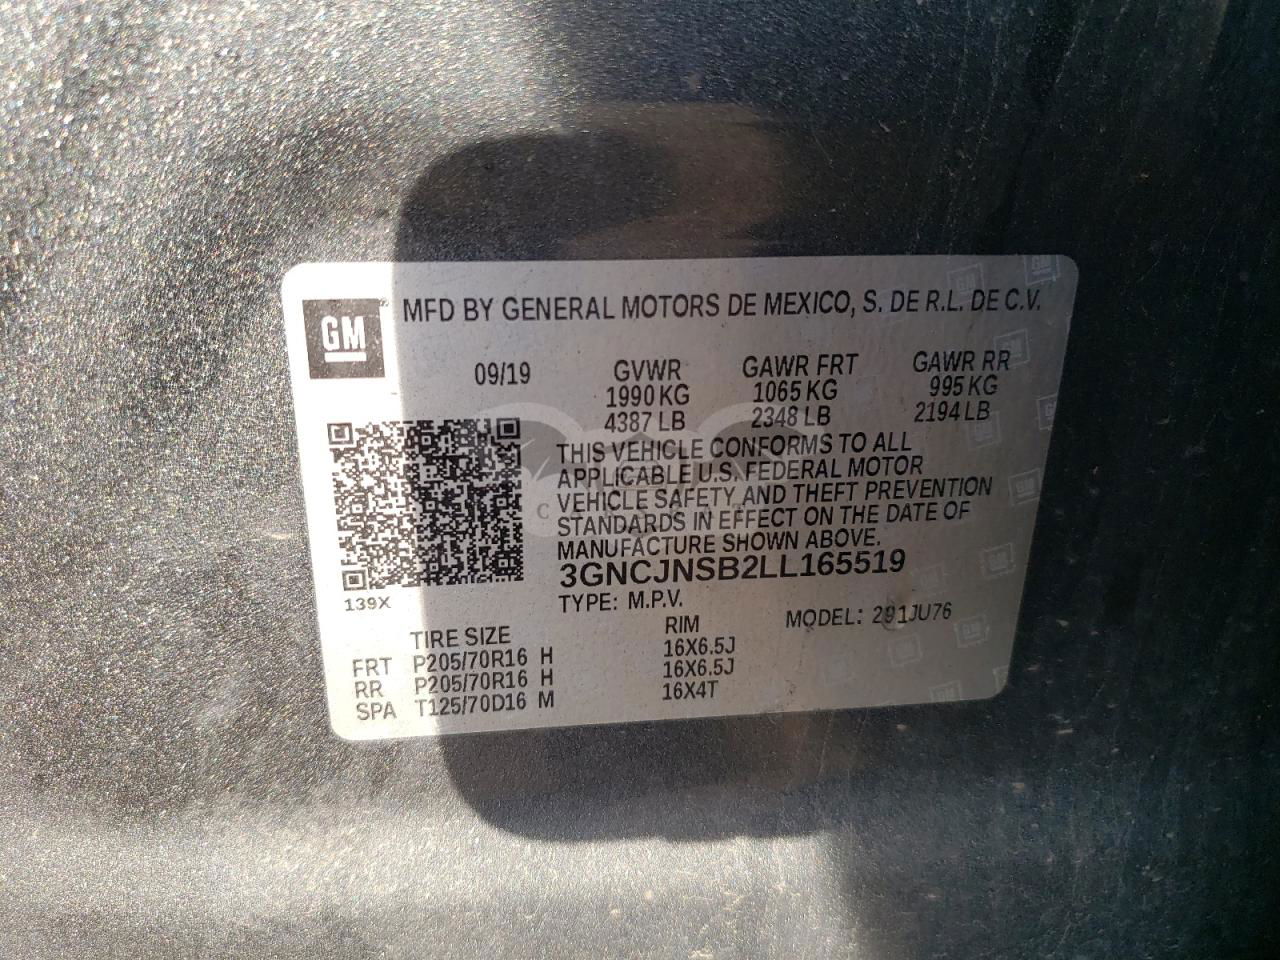 GM
MFD BY GENERAL MOTORS DE MEXICO, S. DE R.L. DE C.V.
09/19 GVWR GAWR FRT GAWR RR
1990 KG 1065 KG 995 KG
4387 LB 2348 LB 2194 LB
THIS VEHICLE CONFORMS TO ALL
APPLICABLE U.S. FEDERAL MOTOR
VEHICLE SAFETY AND THEFT PREVENTION
STANDARDS IN EFFECT ON THE DATE OF
MANUFACTURE SHOWN ABOVE.
3GNCJNSB2LL165519
139X
TYPE: M.P.V. MODEL: 291JU76
TIRE SIZE RIM
FRT P205/70R16 H 16X6.5J
RR P205/70R16 H 16X6.5J
SPA T125/70D16 M 16X4T